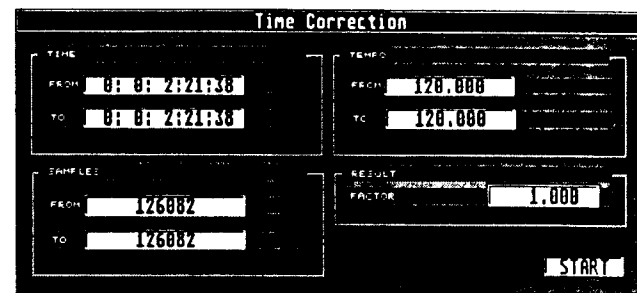 Time Correction
TIME
FROM 0: 0: 2:21:38
TO 0: 0: 2:21:38
TEMPO
FROM 120.000
TO 120.000
SAMPLES
FROM 126082
TO 126082
RESULT
FACTOR 1.000
START